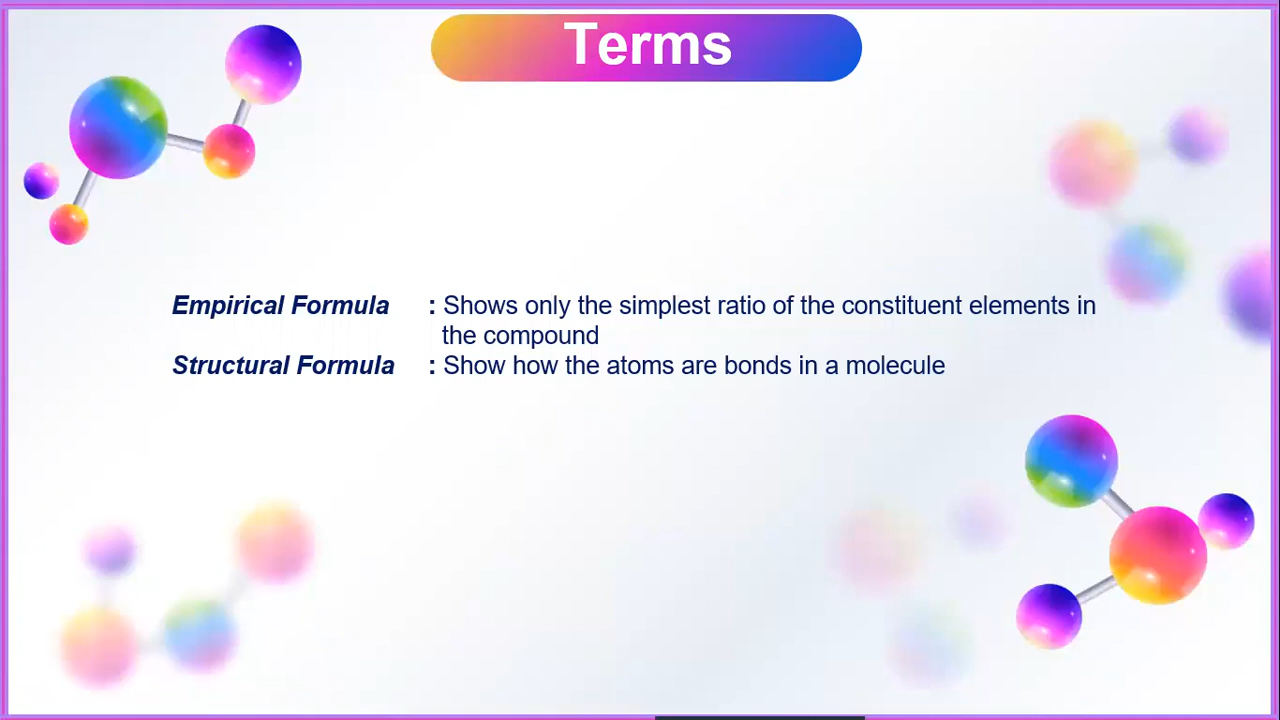 Terms
Empirical Formula : Shows only the simplest ratio of the constituent elements in
the compound
Structural Formula : Show how the atoms are bonds in a molecule